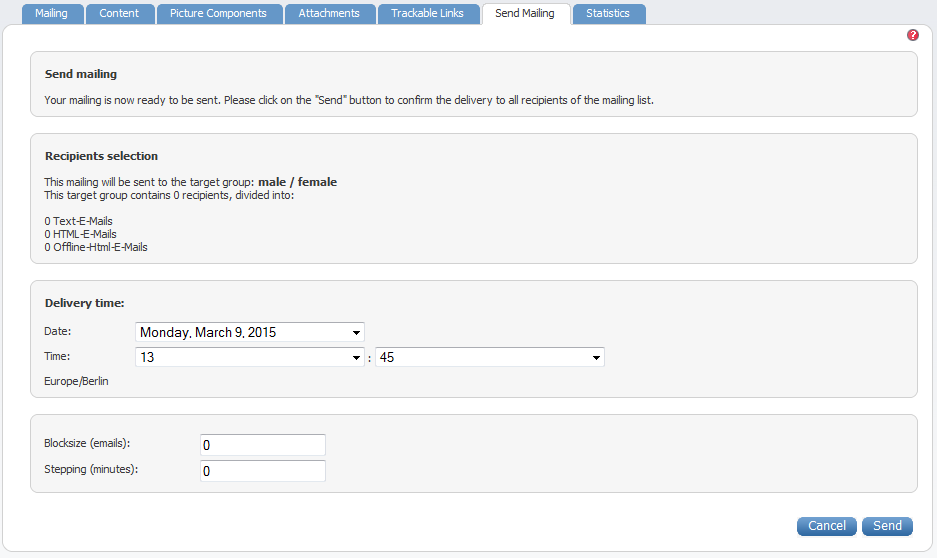 Mailing Content Picture Components Attachments Trackable Links Send Mailing Statistics
?
Send mailing
Your mailing is now ready to be sent. Please click on the "Send" button to confirm the delivery to all recipients of the mailing list.
Recipients selection
This mailing will be sent to the target group: male / female
This target group contains 0 recipients, divided into:
0 Text-E-Mails
0 HTML-E-Mails
0 Offline-Html-E-Mails
Delivery time:
Date: Monday, March 9, 2015
Time: 13 : 45
Europe/Berlin
Blocksize (emails): 0
Stepping (minutes): 0
Cancel Send